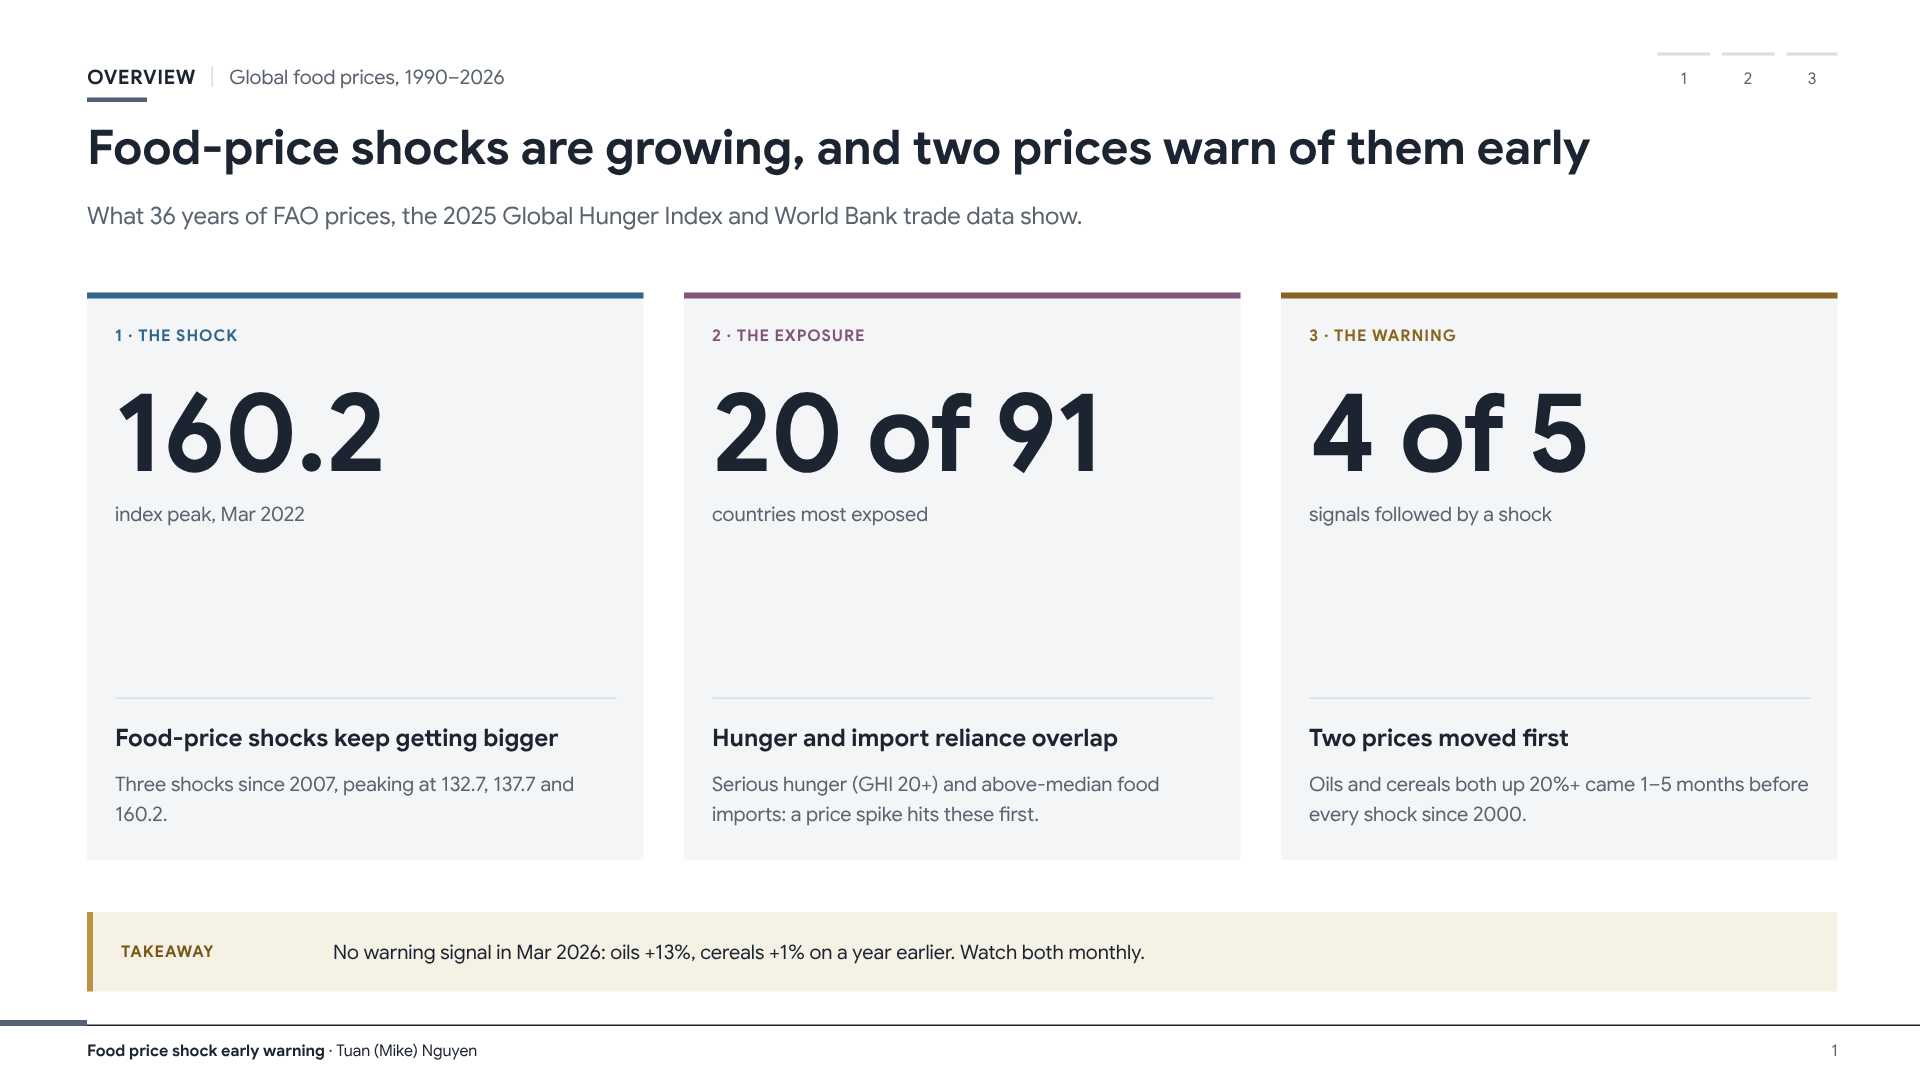 OVERVIEW | Global food prices, 1990–2026
1 2 3
Food-price shocks are growing, and two prices warn of them early
What 36 years of FAO prices, the 2025 Global Hunger Index and World Bank trade data show.
1 · THE SHOCK
160.2
index peak, Mar 2022
Food-price shocks keep getting bigger
Three shocks since 2007, peaking at 132.7, 137.7 and
160.2.
2 · THE EXPOSURE
20 of 91
countries most exposed
Hunger and import reliance overlap
Serious hunger (GHI 20+) and above-median food
imports: a price spike hits these first.
3 · THE WARNING
4 of 5
signals followed by a shock
Two prices moved first
Oils and cereals both up 20%+ came 1–5 months before
every shock since 2000.
TAKEAWAY No warning signal in Mar 2026: oils +13%, cereals +1% on a year earlier. Watch both monthly.
Food price shock early warning · Tuan (Mike) Nguyen
1